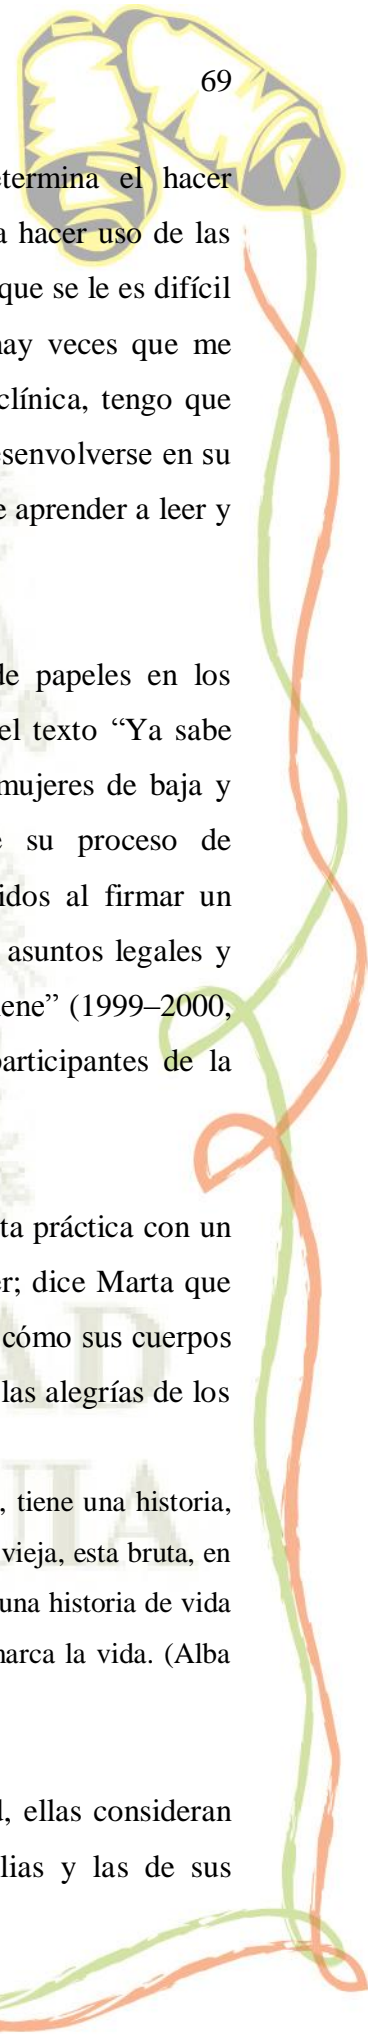 69
termina el hacer
a hacer uso de las
que se le es difícil
hay veces que me
clínica, tengo que
esenvolverse en su
e aprender a leer y
de papeles en los
el texto “Ya sabe
mujeres de baja y
e su proceso de
idos al firmar un
asuntos legales y
iene” (1999–2000,
participantes de la
ta práctica con un
er; dice Marta que
cómo sus cuerpos
las alegrías de los
, tiene una historia,
vieja, esta bruta, en
una historia de vida
marca la vida. (Alba
d, ellas consideran
lias y las de sus